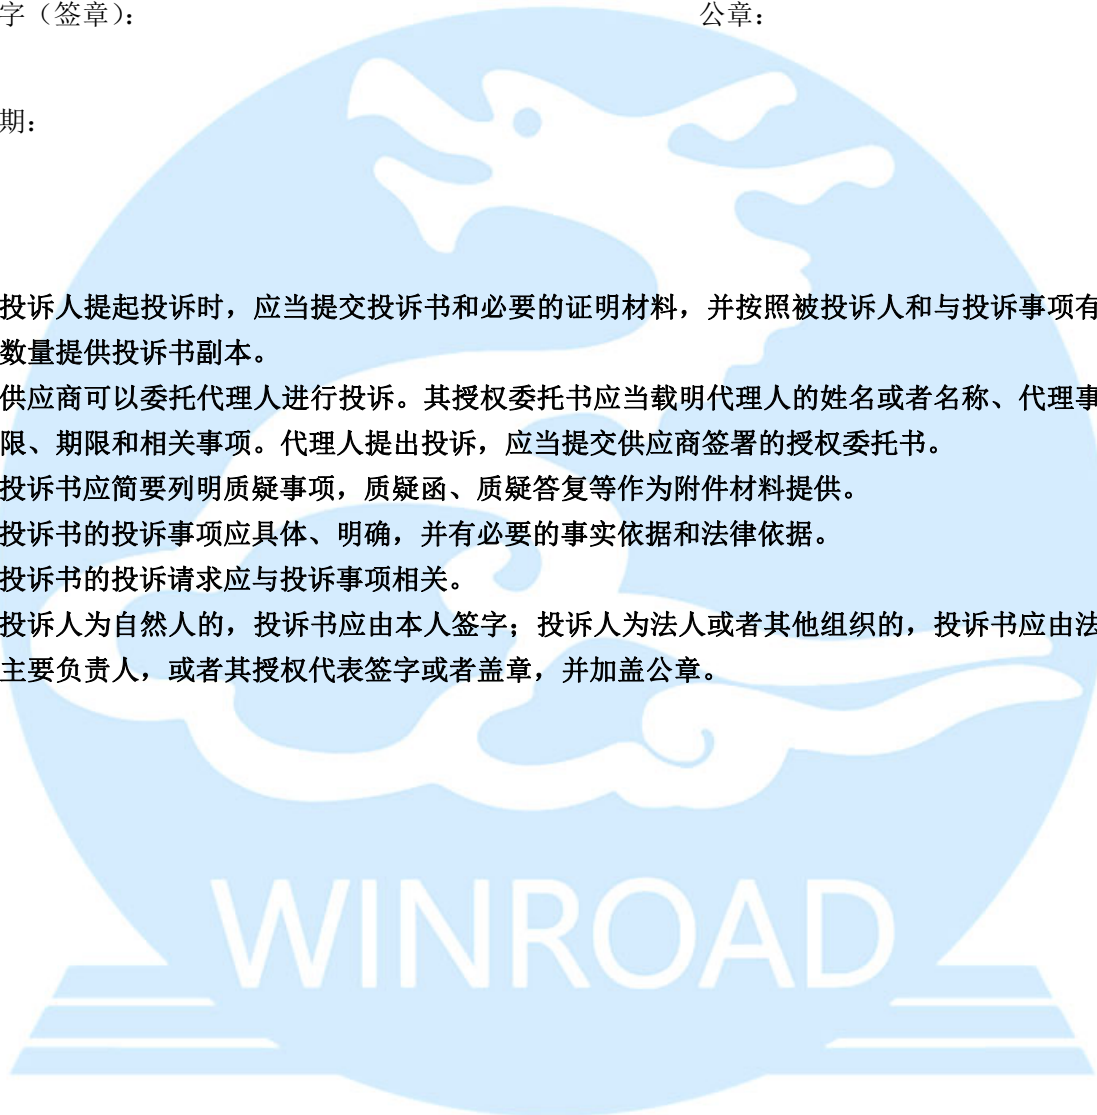 字（签章）： 公章：
期：
投诉人提起投诉时，应当提交投诉书和必要的证明材料，并按照被投诉人和与投诉事项有
数量提供投诉书副本。
供应商可以委托代理人进行投诉。其授权委托书应当载明代理人的姓名或者名称、代理事
限、期限和相关事项。代理人提出投诉，应当提交供应商签署的授权委托书。
投诉书应简要列明质疑事项，质疑函、质疑答复等作为附件材料提供。
投诉书的投诉事项应具体、明确，并有必要的事实依据和法律依据。
投诉书的投诉请求应与投诉事项相关。
投诉人为自然人的，投诉书应由本人签字；投诉人为法人或者其他组织的，投诉书应由法
主要负责人，或者其授权代表签字或者盖章，并加盖公章。
WINROAD